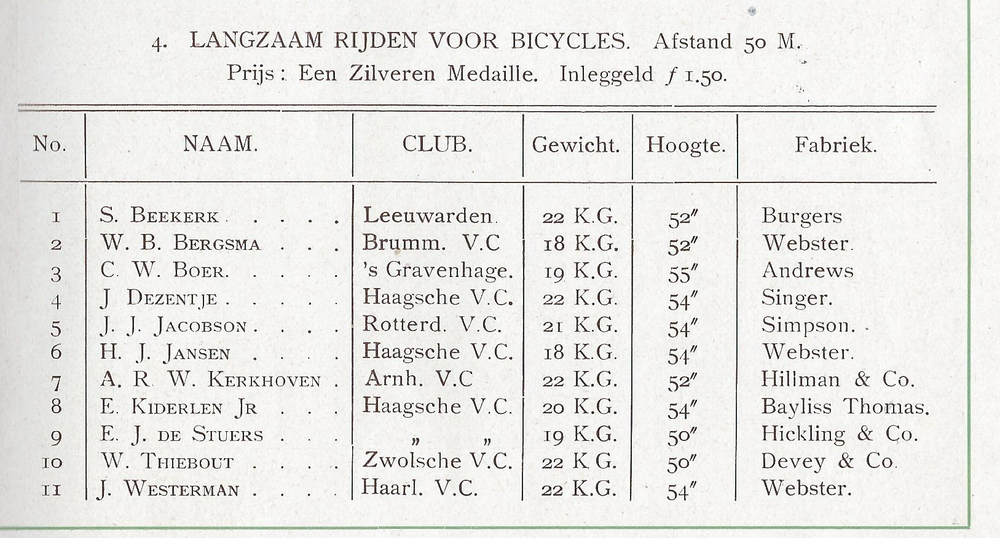 4. LANGZAAM RIJDEN VOOR BICYCLES. Afstand 50 M.
Prijs: Een Zilveren Medaille. Inleggeld ƒ 1.50.
No. NAAM. CLUB. Gewicht. Hoogte. Fabriek.
1 S. BEEKERK . . . . . Leeuwarden. 22 K.G. 52″ Burgers
2 W. B. BERGSMA . . . Brumm. V.C 18 K.G. 52″ Webster.
3 C. W. BOER. . . . . 's Gravenhage. 19 K.G. 55″ Andrews
4 J DEZENTJE . . . . . Haagsche V.C. 22 K.G. 54″ Singer.
5 J. J. JACOBSON . . . . Rotterd. V.C. 21 K.G. 54″ Simpson.
6 H. J. JANSEN . . . . Haagsche V.C. 18 K.G. 54″ Webster.
7 A. R. W. KERKHOVEN . Arnh. V.C 22 K.G. 52″ Hillman & Co.
8 E. KIDERLEN JR . . . Haagsche V.C. 20 K.G. 54″ Bayliss Thomas.
9 E. J. DE STUERS . . . „ „ 19 K.G. 50″ Hickling & Co.
10 W. THIEBOUT . . . . Zwolsche V.C. 22 K G. 50″ Devey & Co.
11 J. WESTERMAN . . . . Haarl. V.C. 22 K.G. 54″ Webster.